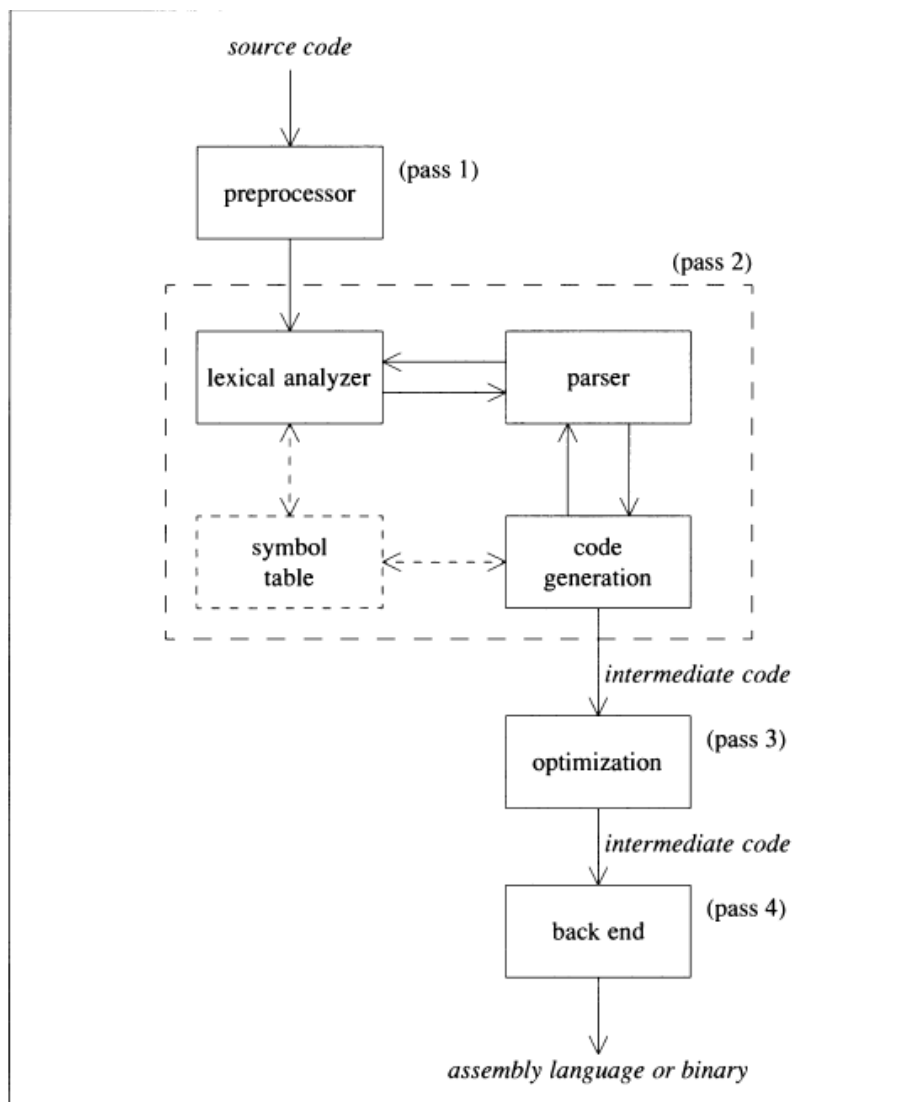 source code
preprocessor
(pass 1)
(pass 2)
lexical analyzer
parser
symbol
table
code
generation
intermediate code
optimization
(pass 3)
intermediate code
back end
(pass 4)
assembly language or binary